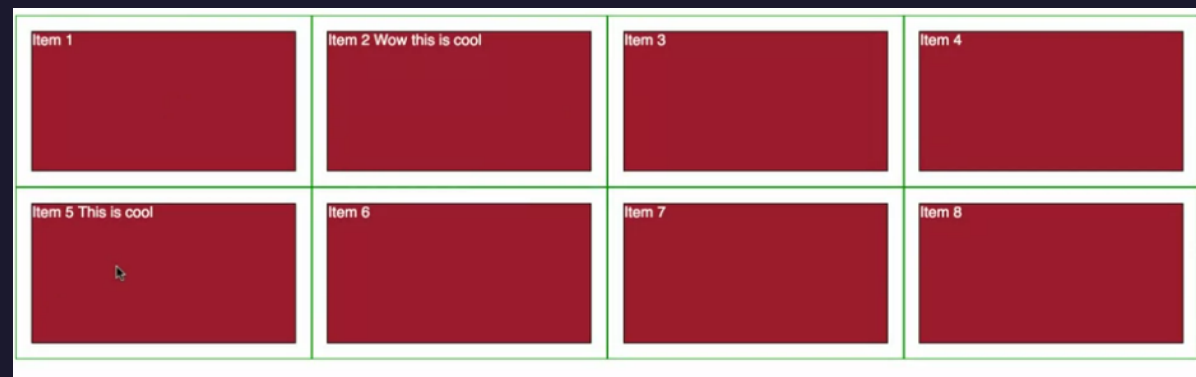 Item 1
Item 2 Wow this is cool
Item 3
Item 4
Item 5 This is cool
Item 6
Item 7
Item 8